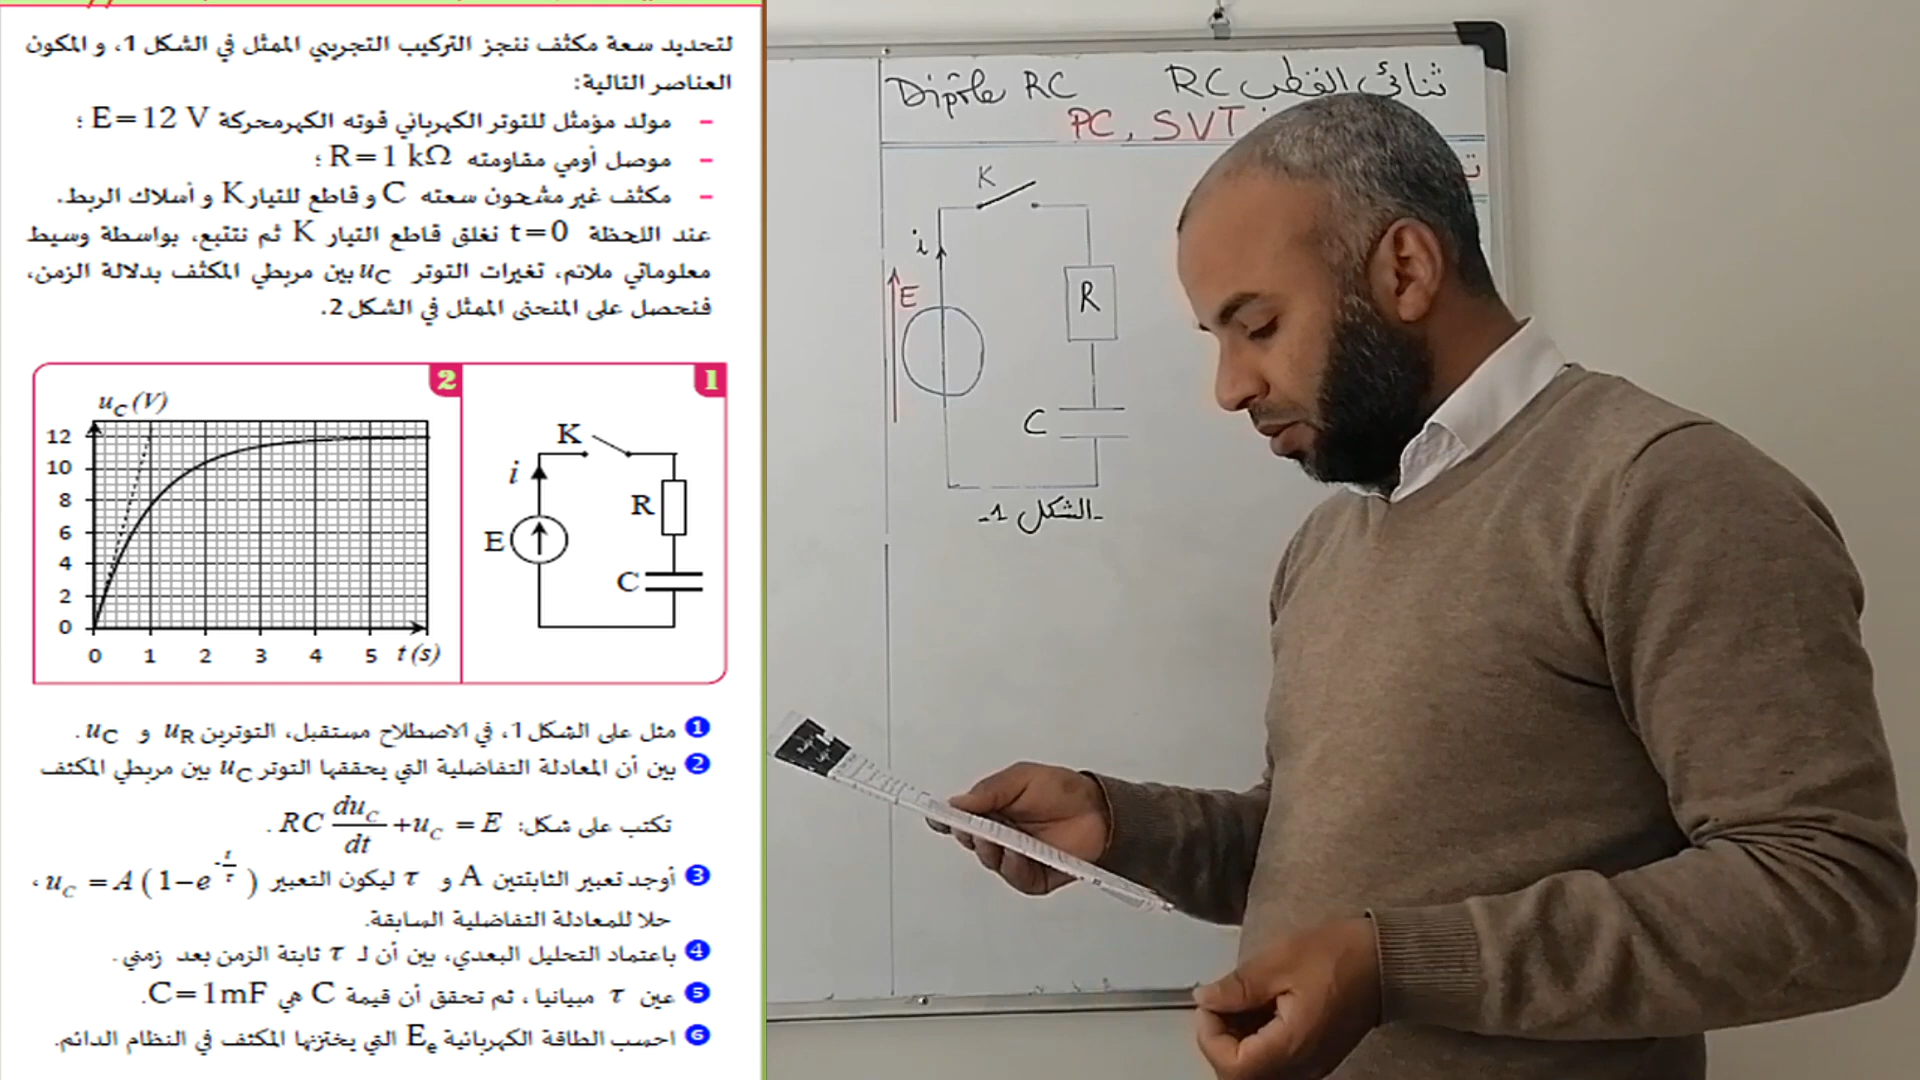 لتحديد سعة مكثف ننجز التركيب التجريبي الممثل في الشكل 1، و المكون
العناصر التالية:
- مولد مؤمثل للتوتر الكهربائي قوته الكهرمحركة E=12 V ؛
- موصل أومي مقاومته R=1 kΩ ؛
- مكثف غير مشحون سعته C و قاطع للتيار K و أسلاك الربط.
عند اللحظة t=0 نغلق قاطع التيار K ثم نتتبع، بواسطة وسيط
معلوماتي ملائم، تغيرات التوتر uC بين مربطي المكثف بدلالة الزمن،
فنحصل على المنحنى الممثل في الشكل 2.
2
uC (V)
12
10
8
6
4
2
0
0 1 2 3 4 5 t (s)
1
K
i
R
E
C
1 مثل على الشكل 1، في الاصطلاح مستقبل، التوترين uR و uC .
2 بين أن المعادلة التفاضلية التي يحققها التوتر uC بين مربطي المكثف
تكتب على شكل: RC duC/dt +uC = E .
3 أوجد تعبير الثابتتين A و τ ليكون التعبير uC = A(1−e^(-t/τ)) ،
حلا للمعادلة التفاضلية السابقة.
4 باعتماد التحليل البعدي، بين أن لـ τ ثابتة الزمن بعد زمني .
5 عين τ مبيانيا ، ثم تحقق أن قيمة C هي C=1mF.
6 احسب الطاقة الكهربائية Ee التي يختزنها المكثف في النظام الدائم.
Dipôle RC ثنائي القطب RC
PC, SVT
K
i
E
R
C
-الشكل 1-